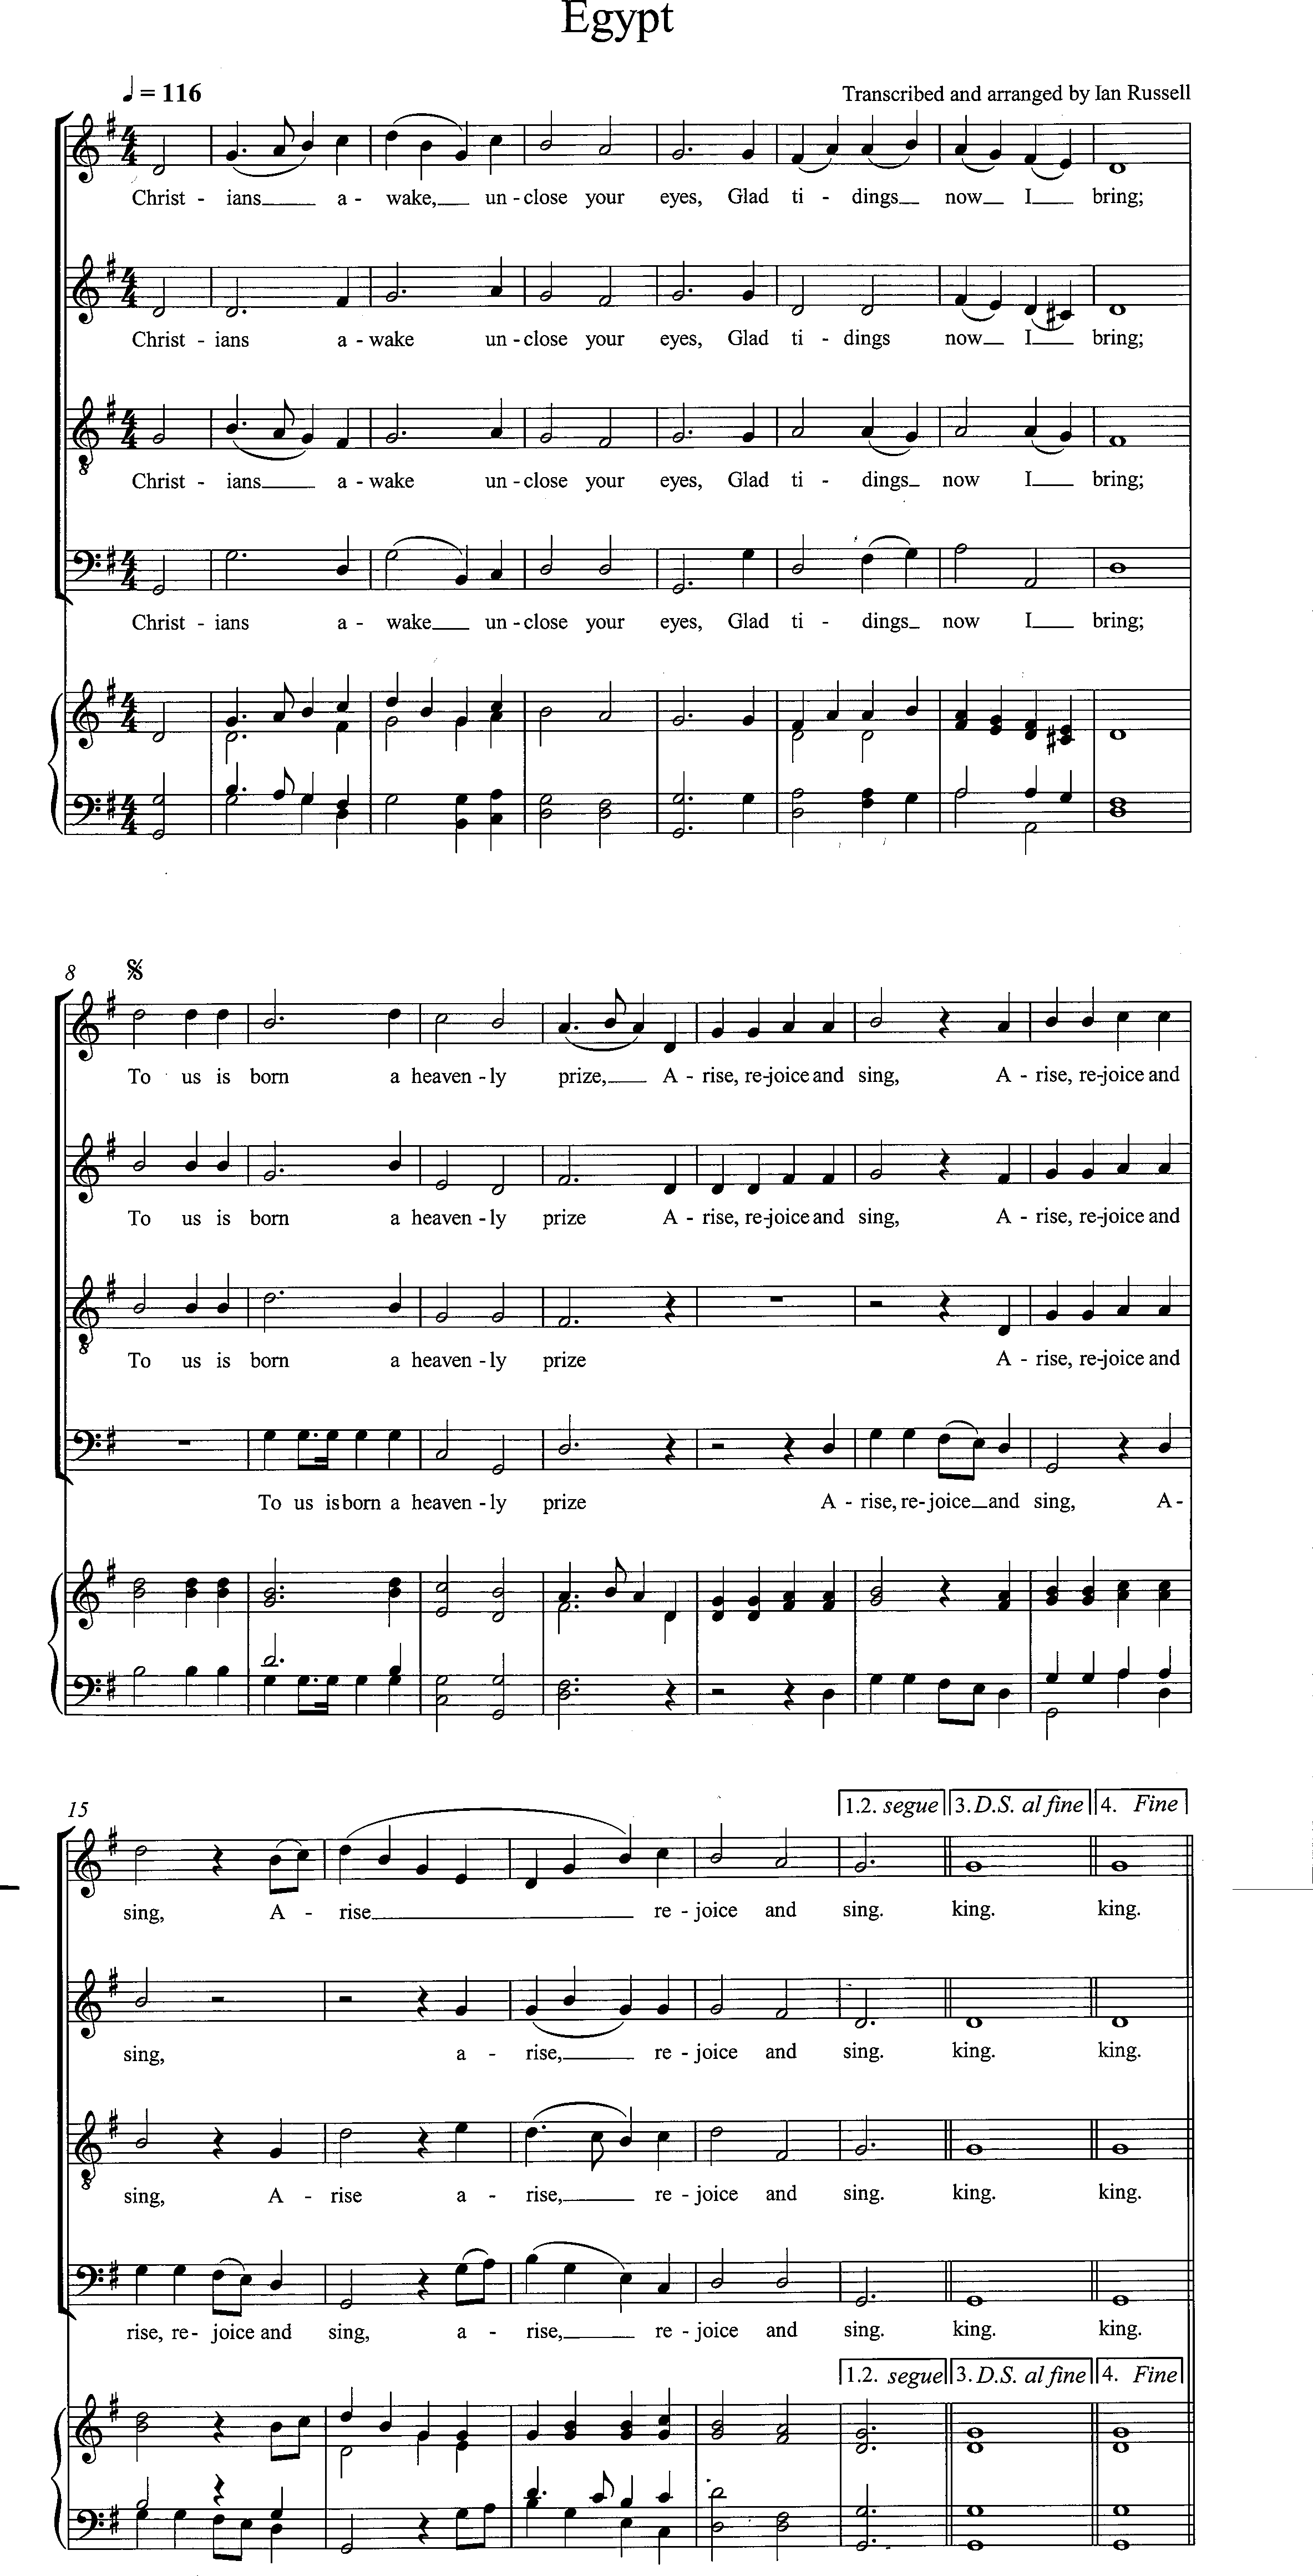 Egypt
♩ = 116
Transcribed and arranged by Ian Russell
Christ - ians a - wake, un - close your eyes, Glad ti - dings now I bring;
Christ - ians a - wake un - close your eyes, Glad ti - dings now I bring;
Christ - ians a - wake un - close your eyes, Glad ti - dings now I bring;
Christ - ians a - wake un - close your eyes, Glad ti - dings now I bring;
8
To us is born a heaven - ly prize, A - rise, re-joice and sing, A - rise, re-joice and
To us is born a heaven - ly prize A - rise, re-joice and sing, A - rise, re-joice and
To us is born a heaven - ly prize A - rise, re-joice and
To us is born a heaven - ly prize A - rise, re-joice and sing, A-
15
1.2. segue 3. D.S. al fine 4. Fine
sing, A - rise re - joice and sing. king. king.
sing, a - rise, re - joice and sing. king. king.
sing, A - rise a - rise, re - joice and sing. king. king.
rise, re- joice and sing, a - rise, re - joice and sing. king. king.
1.2. segue 3. D.S. al fine 4. Fine